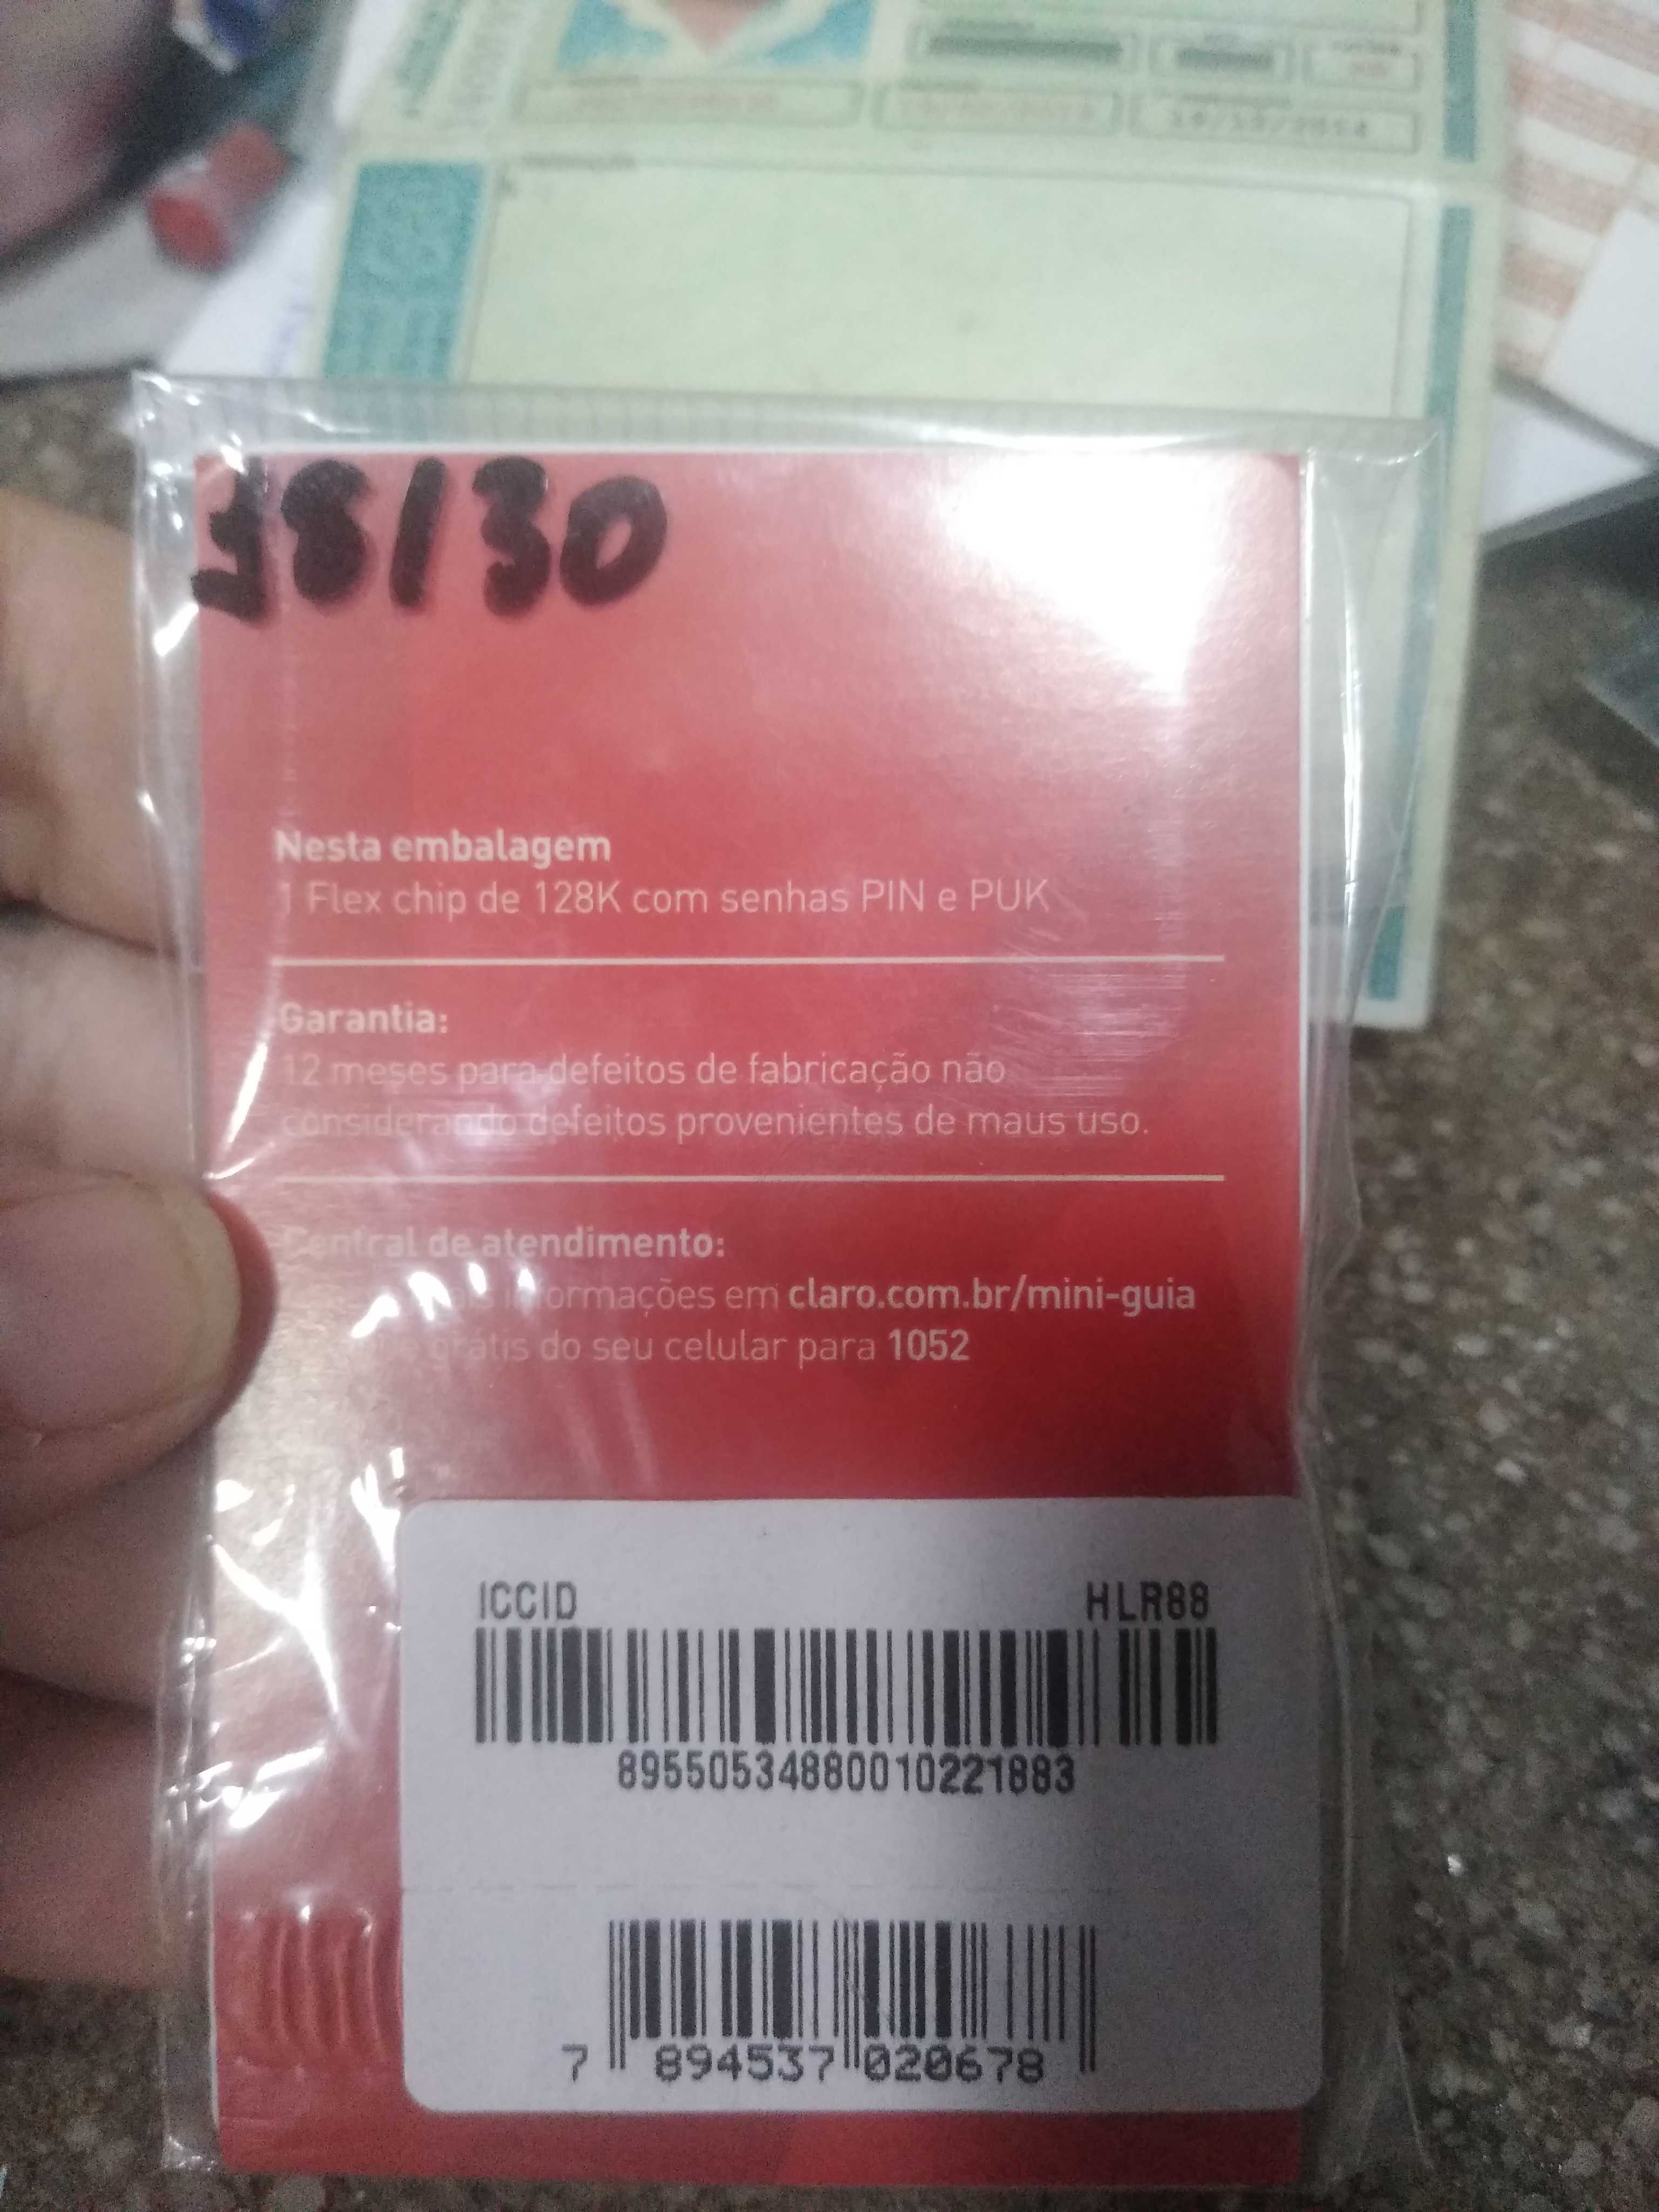 38/30
Nesta embalagem
1 Flex chip de 128K com senhas PIN e PUK
Garantia:
12 meses para defeitos de fabricação não
considerando defeitos provenientes de maus uso.
Central de atendimento:
informações em claro.com.br/mini-guia
grátis do seu celular para 1052
ICCID HLR88
89550534880010221883
7 894537 020678